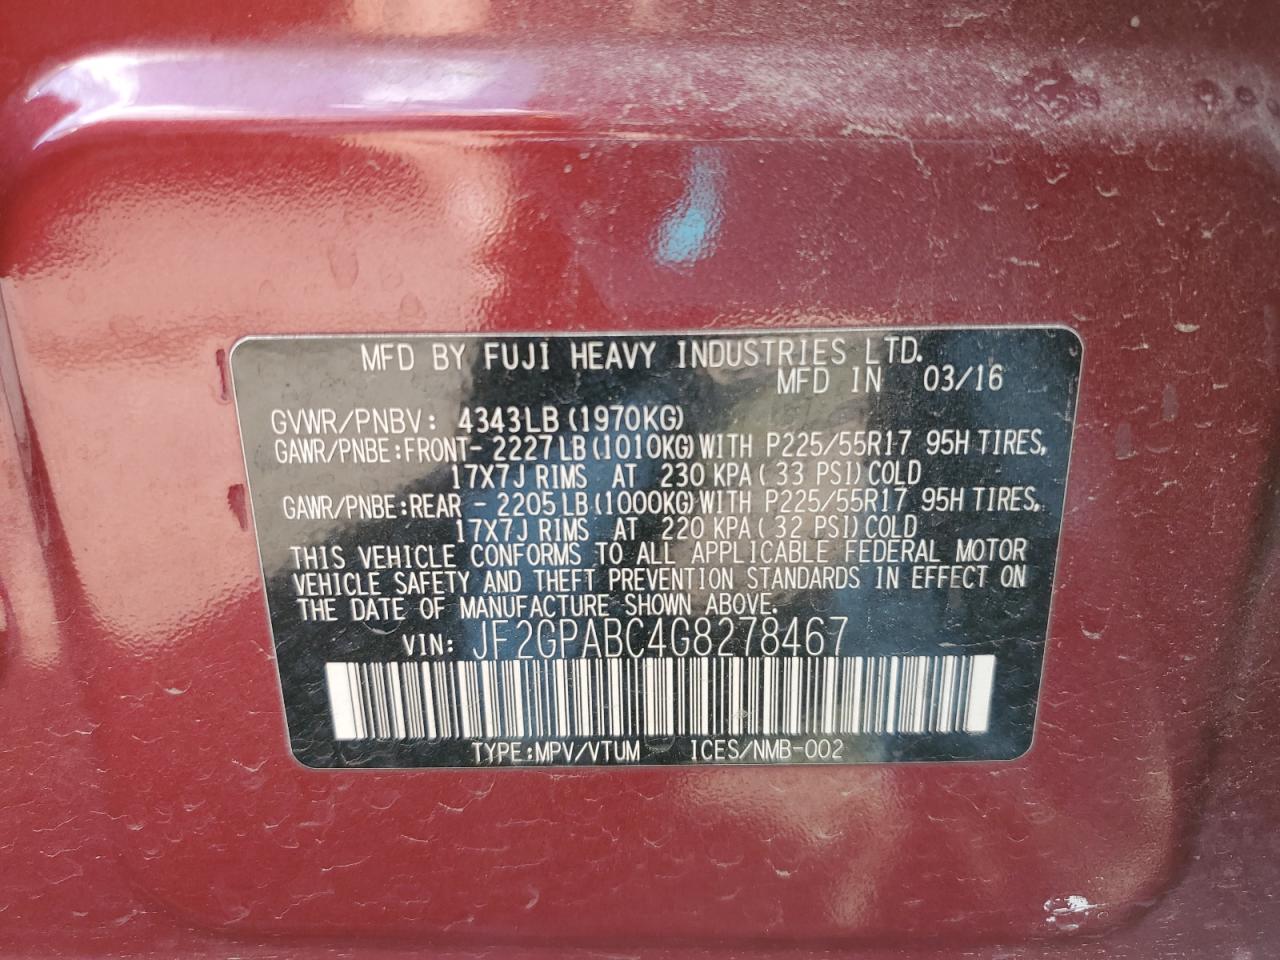 MFD BY FUJI HEAVY INDUSTRIES LTD.
MFD IN 03/16
GVWR/PNBV: 4343LB (1970KG)
GAWR/PNBE:FRONT- 2227 LB (1010KG) WITH P225/55R17 95H TIRES,
17X7J RIMS AT 230 KPA ( 33 PSI) COLD
GAWR/PNBE:REAR - 2205 LB (1000KG) WITH P225/55R17 95H TIRES,
17X7J RIMS AT 220 KPA ( 32 PSI) COLD
THIS VEHICLE CONFORMS TO ALL APPLICABLE FEDERAL MOTOR
VEHICLE SAFETY AND THEFT PREVENTION STANDARDS IN EFFECT ON
THE DATE OF MANUFACTURE SHOWN ABOVE.
VIN: JF2GPABC4G8278467
TYPE:MPV/VTUM ICES/NMB-002